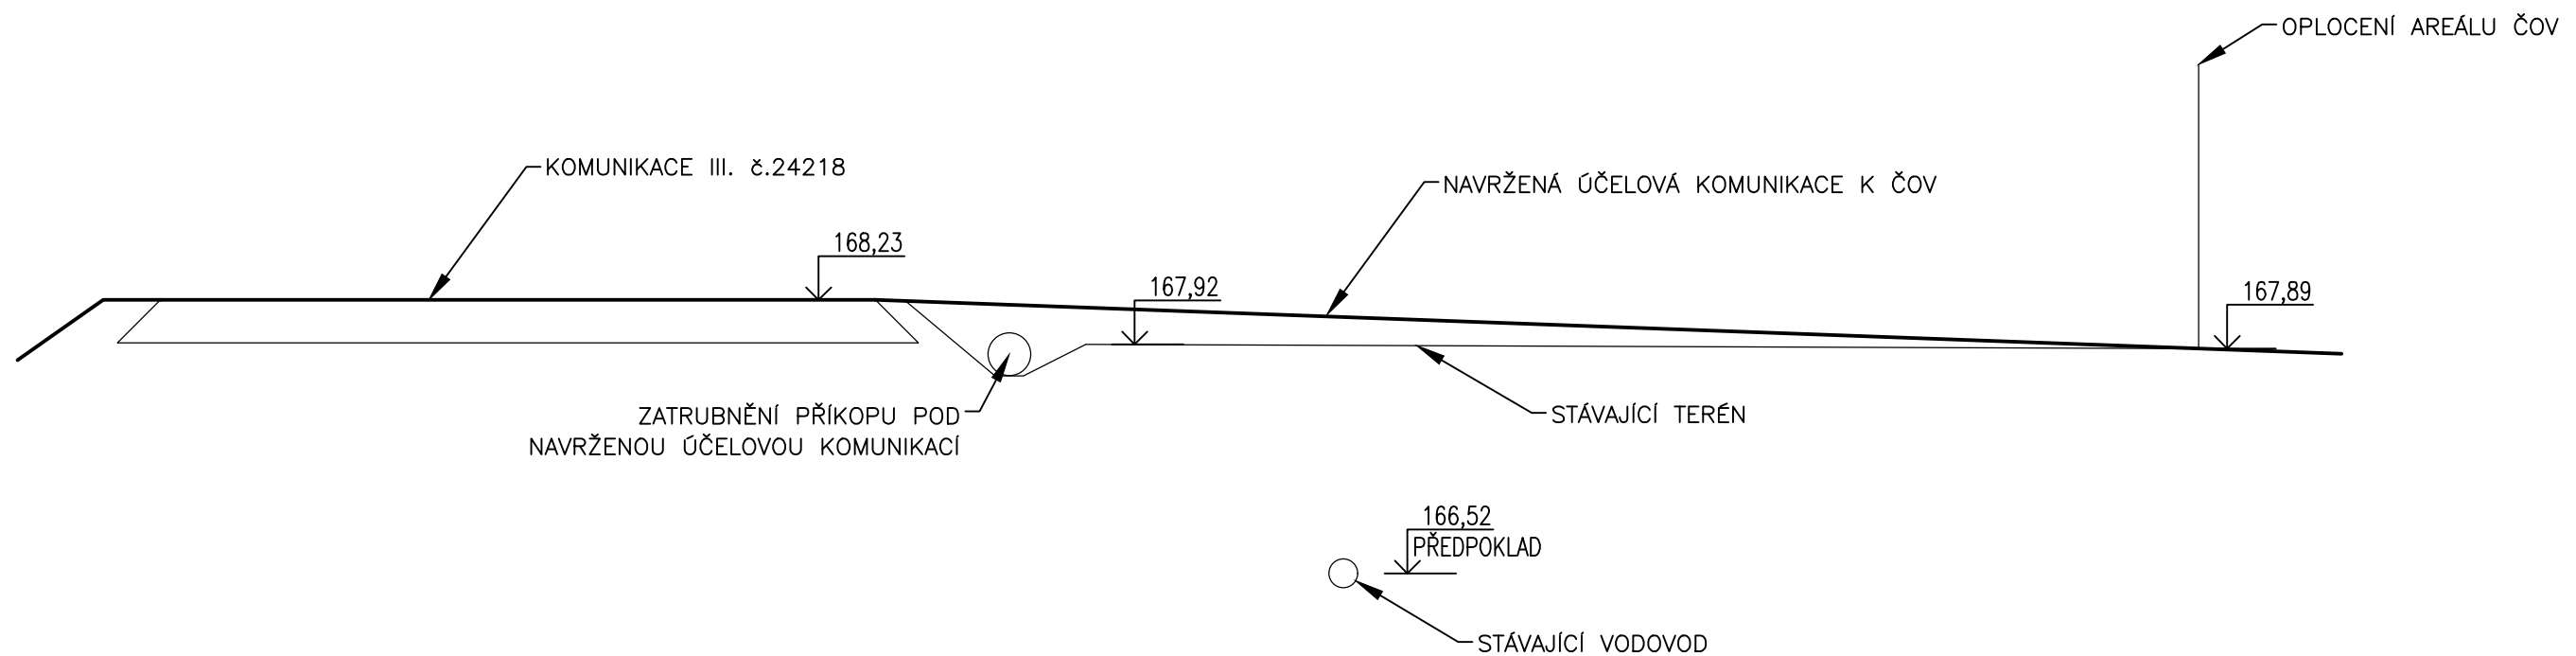 OPLOCENÍ AREÁLU ČOV
KOMUNIKACE III. č.24218
NAVRŽENÁ ÚČELOVÁ KOMUNIKACE K ČOV
168,23
167,92
167,89
ZATRUBNĚNÍ PŘÍKOPU POD
NAVRŽENOU ÚČELOVOU KOMUNIKACÍ
STÁVAJÍCÍ TERÉN
166,52
PŘEDPOKLAD
STÁVAJÍCÍ VODOVOD